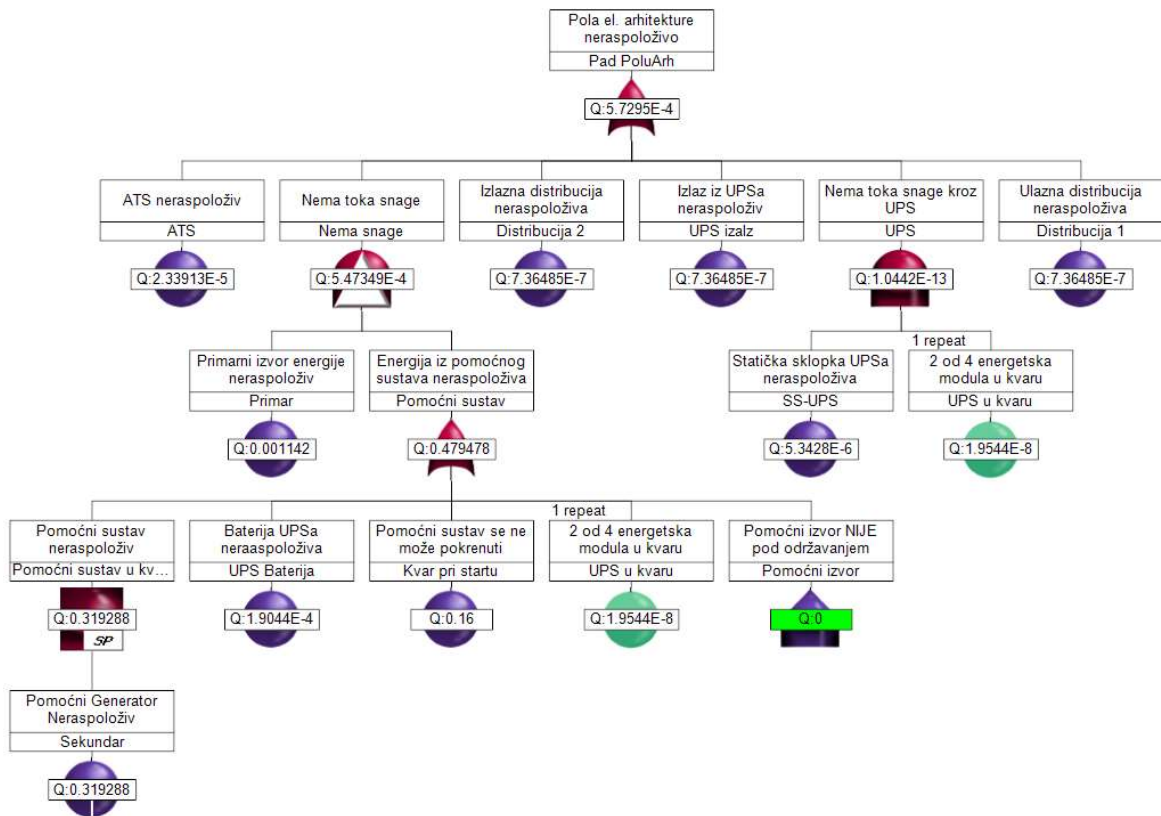 Pola el. arhitekture
neraspoloživo
Pad PoluArh
Q:5.7295E-4
ATS neraspoloživ
ATS
Q:2.33913E-5
Nema toka snage
Nema snage
Q:5.47349E-4
Izlazna distribucija
neraspoloživa
Distribucija 2
Q:7.36485E-7
Izlaz iz UPSa
neraspoloživ
UPS izalz
Q:7.36485E-7
Nema toka snage kroz
UPS
UPS
Q:1.0442E-13
Ulazna distribucija
neraspoloživa
Distribucija 1
Q:7.36485E-7
Primarni izvor energije
neraspoloživ
Primar
Q:0.001142
Energija iz pomoćnog
sustava neraspoloživa
Pomoćni sustav
Q:0.479478
Statička sklopka UPSa
neraspoloživa
SS-UPS
Q:5.3428E-6
1 repeat
2 od 4 energetska
modula u kvaru
UPS u kvaru
Q:1.9544E-8
Pomoćni sustav
neraspoloživ
Pomoćni sustav u kv...
Q:0.319288
SP
Baterija UPSa
neraaspoloživa
UPS Baterija
Q:1.9044E-4
Pomoćni sustav se ne
može pokrenuti
Kvar pri startu
Q:0.16
1 repeat
2 od 4 energetska
modula u kvaru
UPS u kvaru
Q:1.9544E-8
Pomoćni izvor NIJE
pod održavanjem
Pomoćni izvor
Q:0
Pomoćni Generator
Neraspoloživ
Sekundar
Q:0.319288